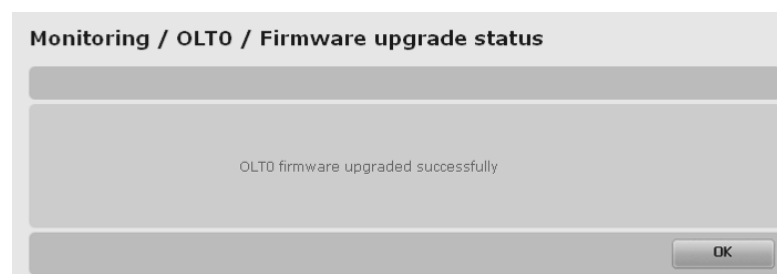 Monitoring / OLT0 / Firmware upgrade status
OLT0 firmware upgraded successfully
OK